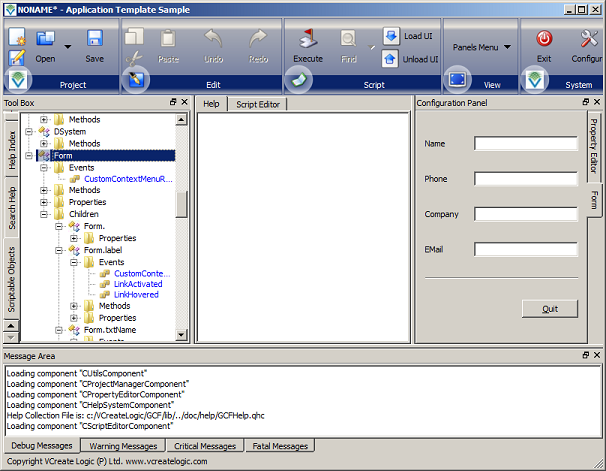 NONAME* - Application Template Sample
Open
Save
Cut
Paste
Undo
Redo
Execute
Find
Load UI
Unload UI
Panels Menu
Exit
Configur
Project
Edit
Script
View
System
Tool Box
Help Index
Search Help
Scriptable Objects
Methods
DSystem
Methods
Form
Events
CustomContextMenuR...
Methods
Properties
Children
Form.
Properties
Form.label
Events
CustomConte...
LinkActivated
LinkHovered
Methods
Properties
Form.txtName
Events
Help
Script Editor
Configuration Panel
Name
Phone
Company
EMail
Quit
Property Editor
Form
Message Area
Loading component "CUtilsComponent"
Loading component "CProjectManagerComponent"
Loading component "CPropertyEditorComponent"
Loading component "CHelpSystemComponent"
Help Collection File is: c:/VCreateLogic/GCF/lib/../doc/help/GCFHelp.qhc
Loading component "CScriptEditorComponent"
Debug Messages
Warning Messages
Critical Messages
Fatal Messages
Copyright VCreate Logic (P) Ltd. www.vcreatelogic.com